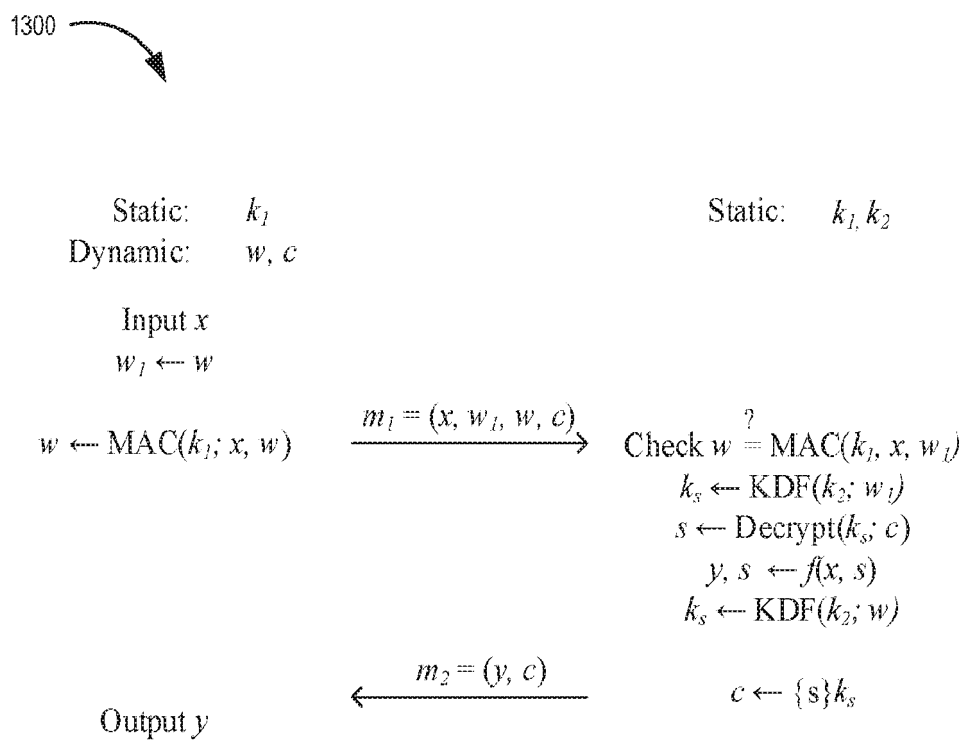 1300
Static: k₁
Static: k₁, k₂
Dynamic: w, c
Input x
w₁ ← w
w ← MAC(k₁; x, w)
m₁ = (x, w₁, w, c)
Check w ≟ MAC(k₁, x, w₁)
kₛ ← KDF(k₂; w₁)
s ← Decrypt(kₛ; c)
y, s ← f(x, s)
kₛ ← KDF(k₂; w)
m₂ = (y, c)
c ← {s}kₛ
Output y